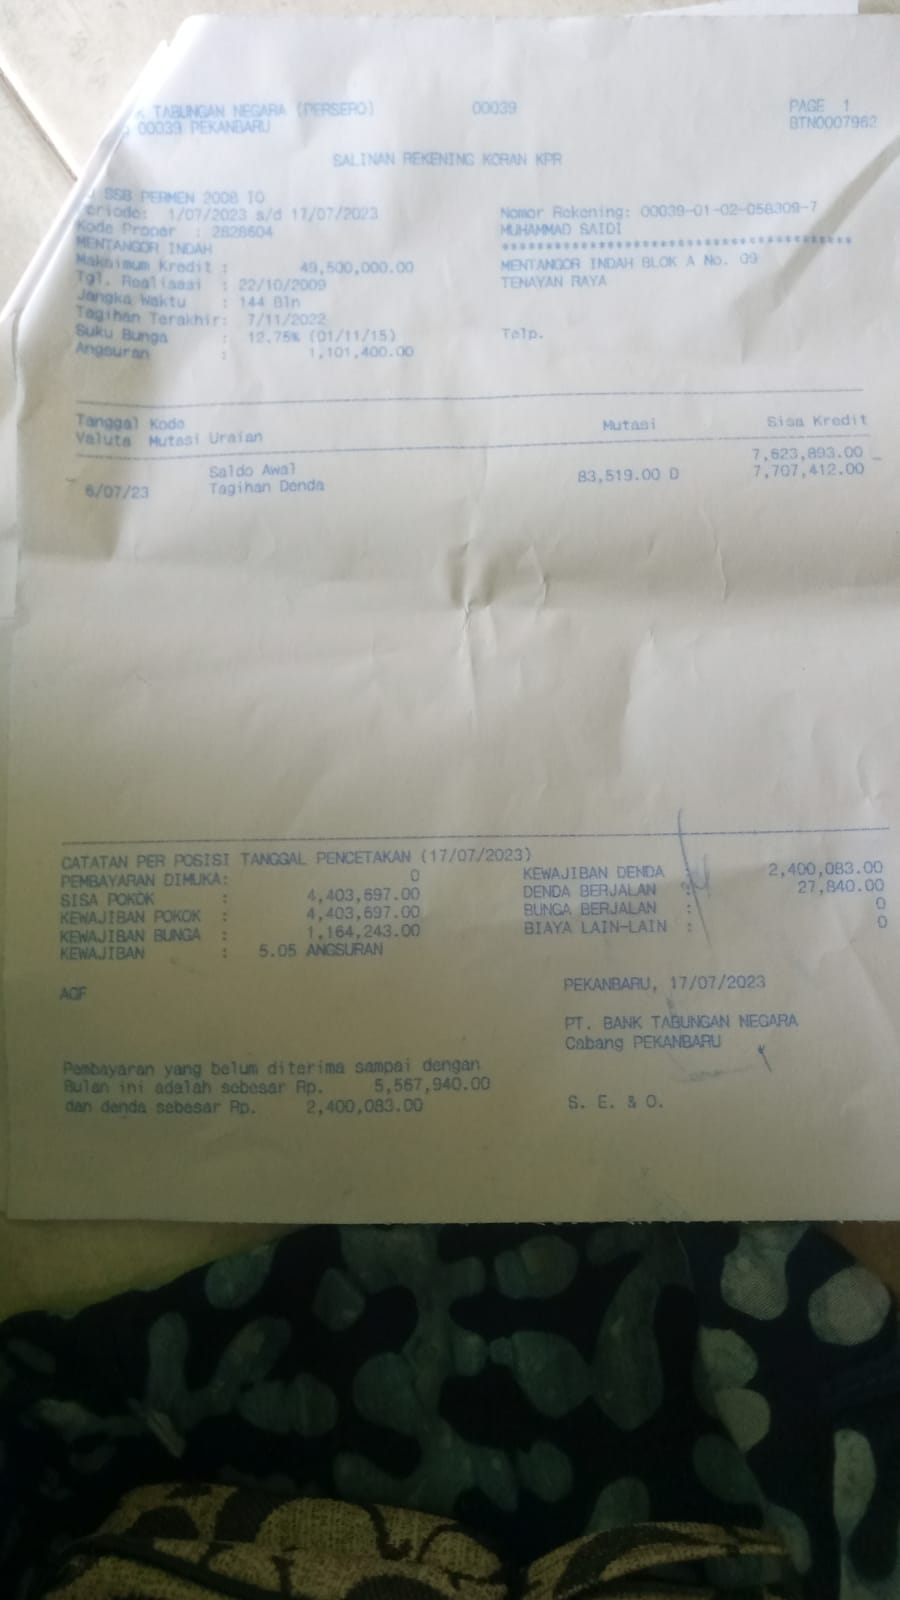 TABUNGAN NEGARA (PERSERO) 00039 PAGE 1
00039 PEKANBARU BTN0007962
SALINAN REKENING KORAN KPR
SSB PERMEN 2008 IO
Periode: 1/07/2023 s/d 17/07/2023 Nomor Rekening: 00039-01-02-058309-7
Kode Proper : 2828604 MUHAMMAD SAIDI
MENTANGOR INDAH ****************************************
Maksimum Kredit : 49,500,000.00 MENTANGOR INDAH BLOK A No. 09
Tgl. Realisasi : 22/10/2009 TENAYAN RAYA
Jangka Waktu : 144 Bln
Tagihan Terakhir: 7/11/2022
Suku Bunga : 12.75% (01/11/15) Telp.
Angsuran : 1,101,400.00
Tanggal Kode Mutasi Sisa Kredit
Valuta Mutasi Uraian
Saldo Awal 7,623,893.00
6/07/23 Tagihan Denda 83,519.00 D 7,707,412.00
CATATAN PER POSISI TANGGAL PENCETAKAN (17/07/2023)
PEMBAYARAN DIMUKA: 0 KEWAJIBAN DENDA : 2,400,083.00
SISA POKOK : 4,403,697.00 DENDA BERJALAN : 27,840.00
KEWAJIBAN POKOK : 4,403,697.00 BUNGA BERJALAN : 0
KEWAJIBAN BUNGA : 1,164,243.00 BIAYA LAIN-LAIN : 0
KEWAJIBAN : 5.05 ANGSURAN
AGF PEKANBARU, 17/07/2023
PT. BANK TABUNGAN NEGARA
Cabang PEKANBARU
Pembayaran yang belum diterima sampai dengan
Bulan ini adalah sebesar Rp. 5,567,940.00
dan denda sebesar Rp. 2,400,083.00 S. E. & O.